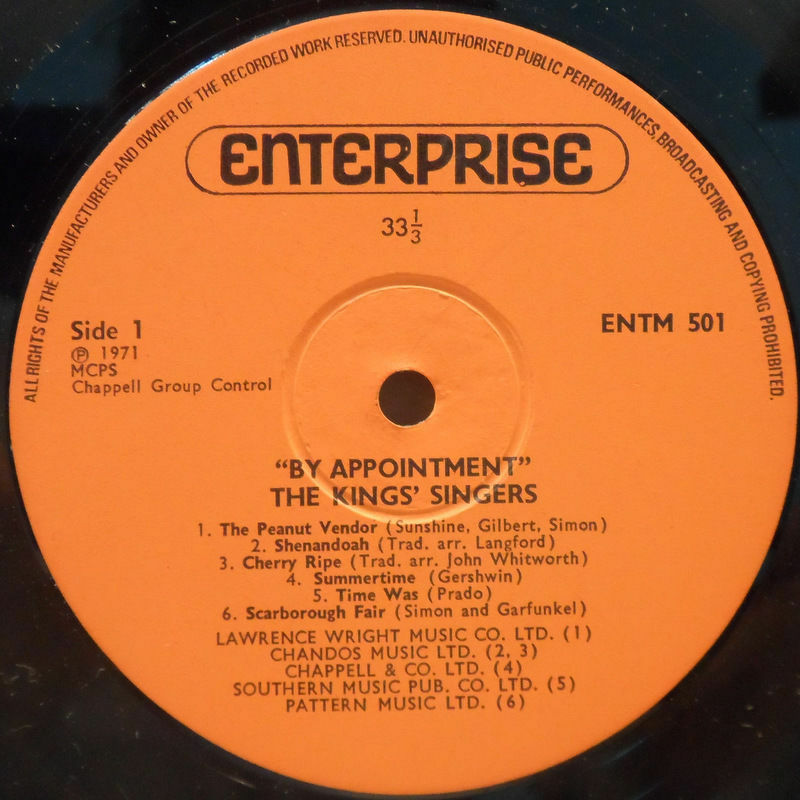 ALL RIGHTS OF THE MANUFACTURERS AND OWNER OF THE RECORDED WORK RESERVED. UNAUTHORISED PUBLIC PERFORMANCES, BROADCASTING AND COPYING PROHIBITED.
ENTERPRISE
33 1/3
Side 1
ENTM 501
℗ 1971
MCPS
Chappell Group Control
“BY APPOINTMENT”
THE KINGS’ SINGERS
1. The Peanut Vendor (Sunshine, Gilbert, Simon)
2. Shenandoah (Trad. arr. Langford)
3. Cherry Ripe (Trad. arr. John Whitworth)
4. Summertime (Gershwin)
5. Time Was (Prado)
6. Scarborough Fair (Simon and Garfunkel)
LAWRENCE WRIGHT MUSIC CO. LTD. (1)
CHANDOS MUSIC LTD. (2, 3)
CHAPPELL & CO. LTD. (4)
SOUTHERN MUSIC PUB. CO. LTD. (5)
PATTERN MUSIC LTD. (6)